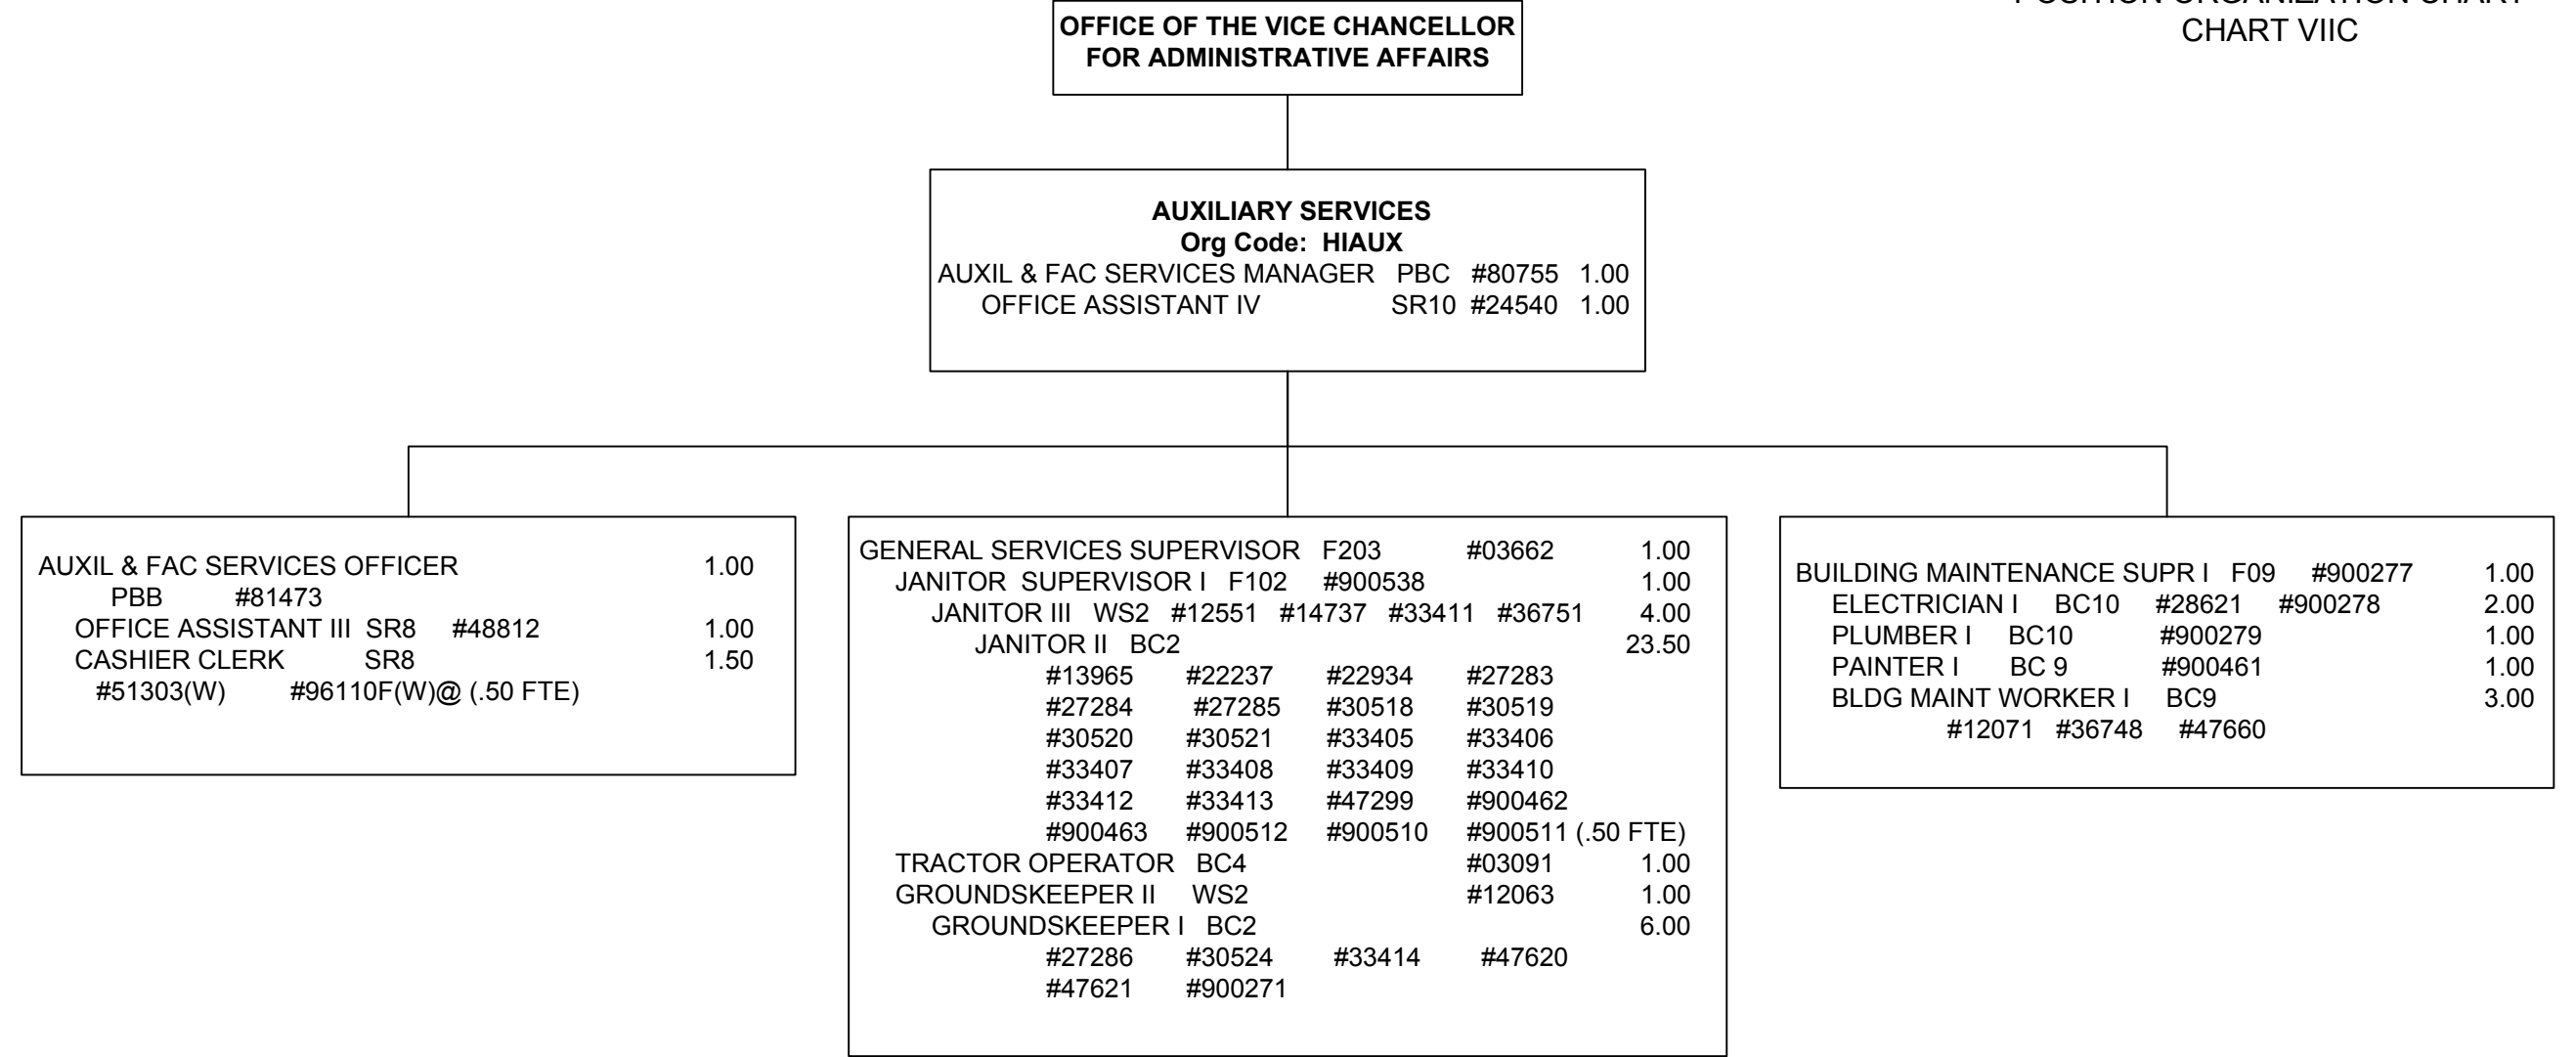 POSITION ORGANIZATION CHART
CHART VIIC
OFFICE OF THE VICE CHANCELLOR
FOR ADMINISTRATIVE AFFAIRS
AUXILIARY SERVICES
Org Code: HIAUX
AUXIL & FAC SERVICES MANAGER PBC #80755 1.00
OFFICE ASSISTANT IV SR10 #24540 1.00
AUXIL & FAC SERVICES OFFICER 1.00
PBB #81473
OFFICE ASSISTANT III SR8 #48812 1.00
CASHIER CLERK SR8 1.50
#51303(W) #96110F(W)@ (.50 FTE)
GENERAL SERVICES SUPERVISOR F203 #03662 1.00
JANITOR SUPERVISOR I F102 #900538 1.00
JANITOR III WS2 #12551 #14737 #33411 #36751 4.00
JANITOR II BC2 23.50
#13965 #22237 #22934 #27283
#27284 #27285 #30518 #30519
#30520 #30521 #33405 #33406
#33407 #33408 #33409 #33410
#33412 #33413 #47299 #900462
#900463 #900512 #900510 #900511 (.50 FTE)
TRACTOR OPERATOR BC4 #03091 1.00
GROUNDSKEEPER II WS2 #12063 1.00
GROUNDSKEEPER I BC2 6.00
#27286 #30524 #33414 #47620
#47621 #900271
BUILDING MAINTENANCE SUPR I F09 #900277 1.00
ELECTRICIAN I BC10 #28621 #900278 2.00
PLUMBER I BC10 #900279 1.00
PAINTER I BC 9 #900461 1.00
BLDG MAINT WORKER I BC9 3.00
#12071 #36748 #47660